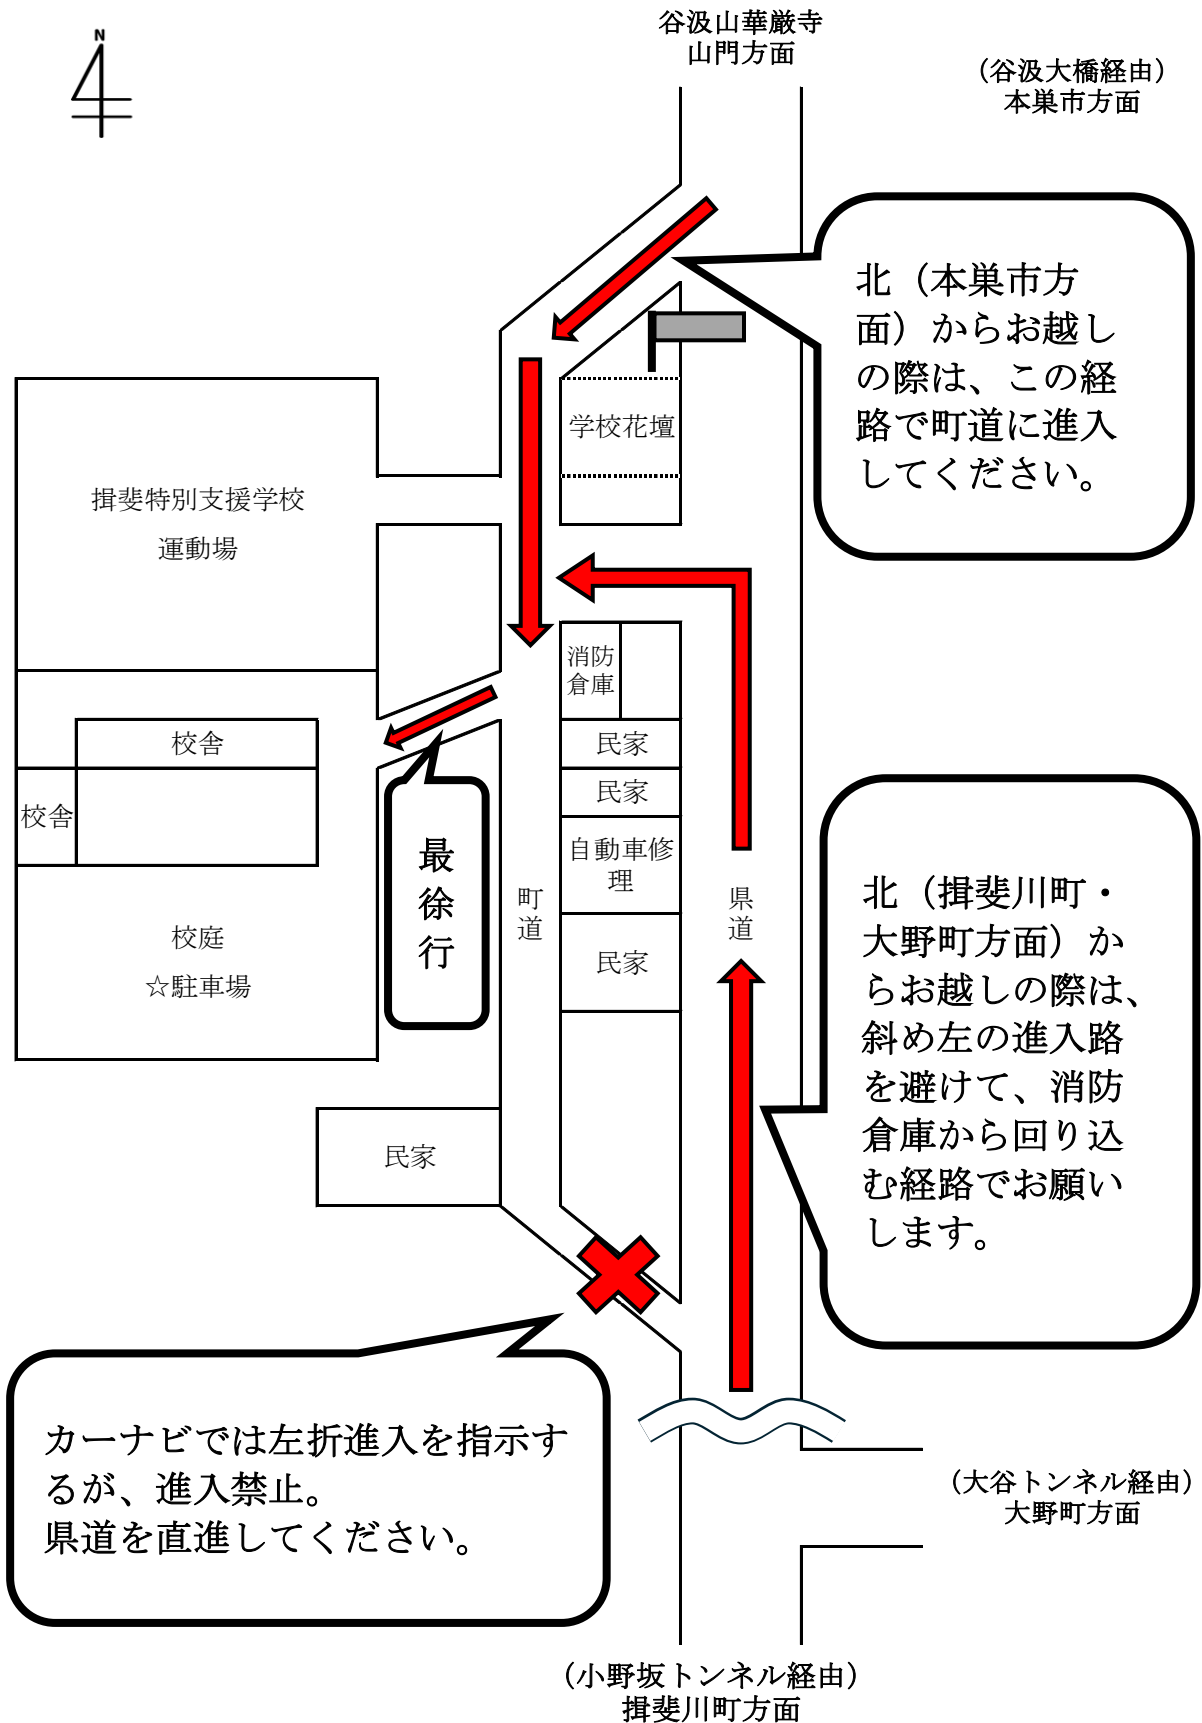 N
谷汲山華厳寺
山門方面
（谷汲大橋経由）
本巣市方面
北（本巣市方
面）からお越し
の際は、この経
路で町道に進入
してください。
学校花壇
揖斐特別支援学校
運動場
消防
倉庫
校舎
民家
校舎
民家
自動車修
理
最
徐
行
町
道
県
道
校庭
☆駐車場
民家
北（揖斐川町・
大野町方面）か
らお越しの際は、
斜め左の進入路
を避けて、消防
倉庫から回り込
む経路でお願い
します。
民家
カーナビでは左折進入を指示す
るが、進入禁止。
県道を直進してください。
（大谷トンネル経由）
大野町方面
（小野坂トンネル経由）
揖斐川町方面